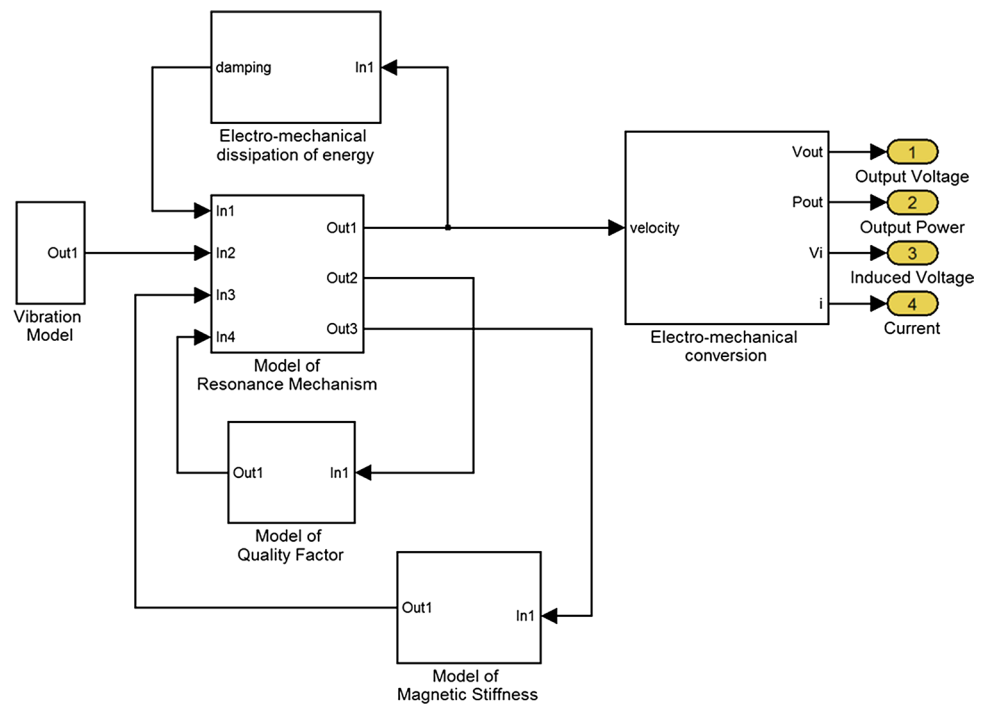 damping
In1
Electro-mechanical
dissipation of energy
Out1
Vibration
Model
In1
In2
In3
In4
Out1
Out2
Out3
Model of
Resonance Mechanism
velocity
Vout
Pout
Vi
i
Electro-mechanical
conversion
1
Output Voltage
2
Output Power
3
Induced Voltage
4
Current
Out1
In1
Model of
Quality Factor
Out1
In1
Model of
Magnetic Stiffness